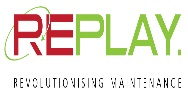 REPLAY.
REVOLUTIONISING MAINTENANCE